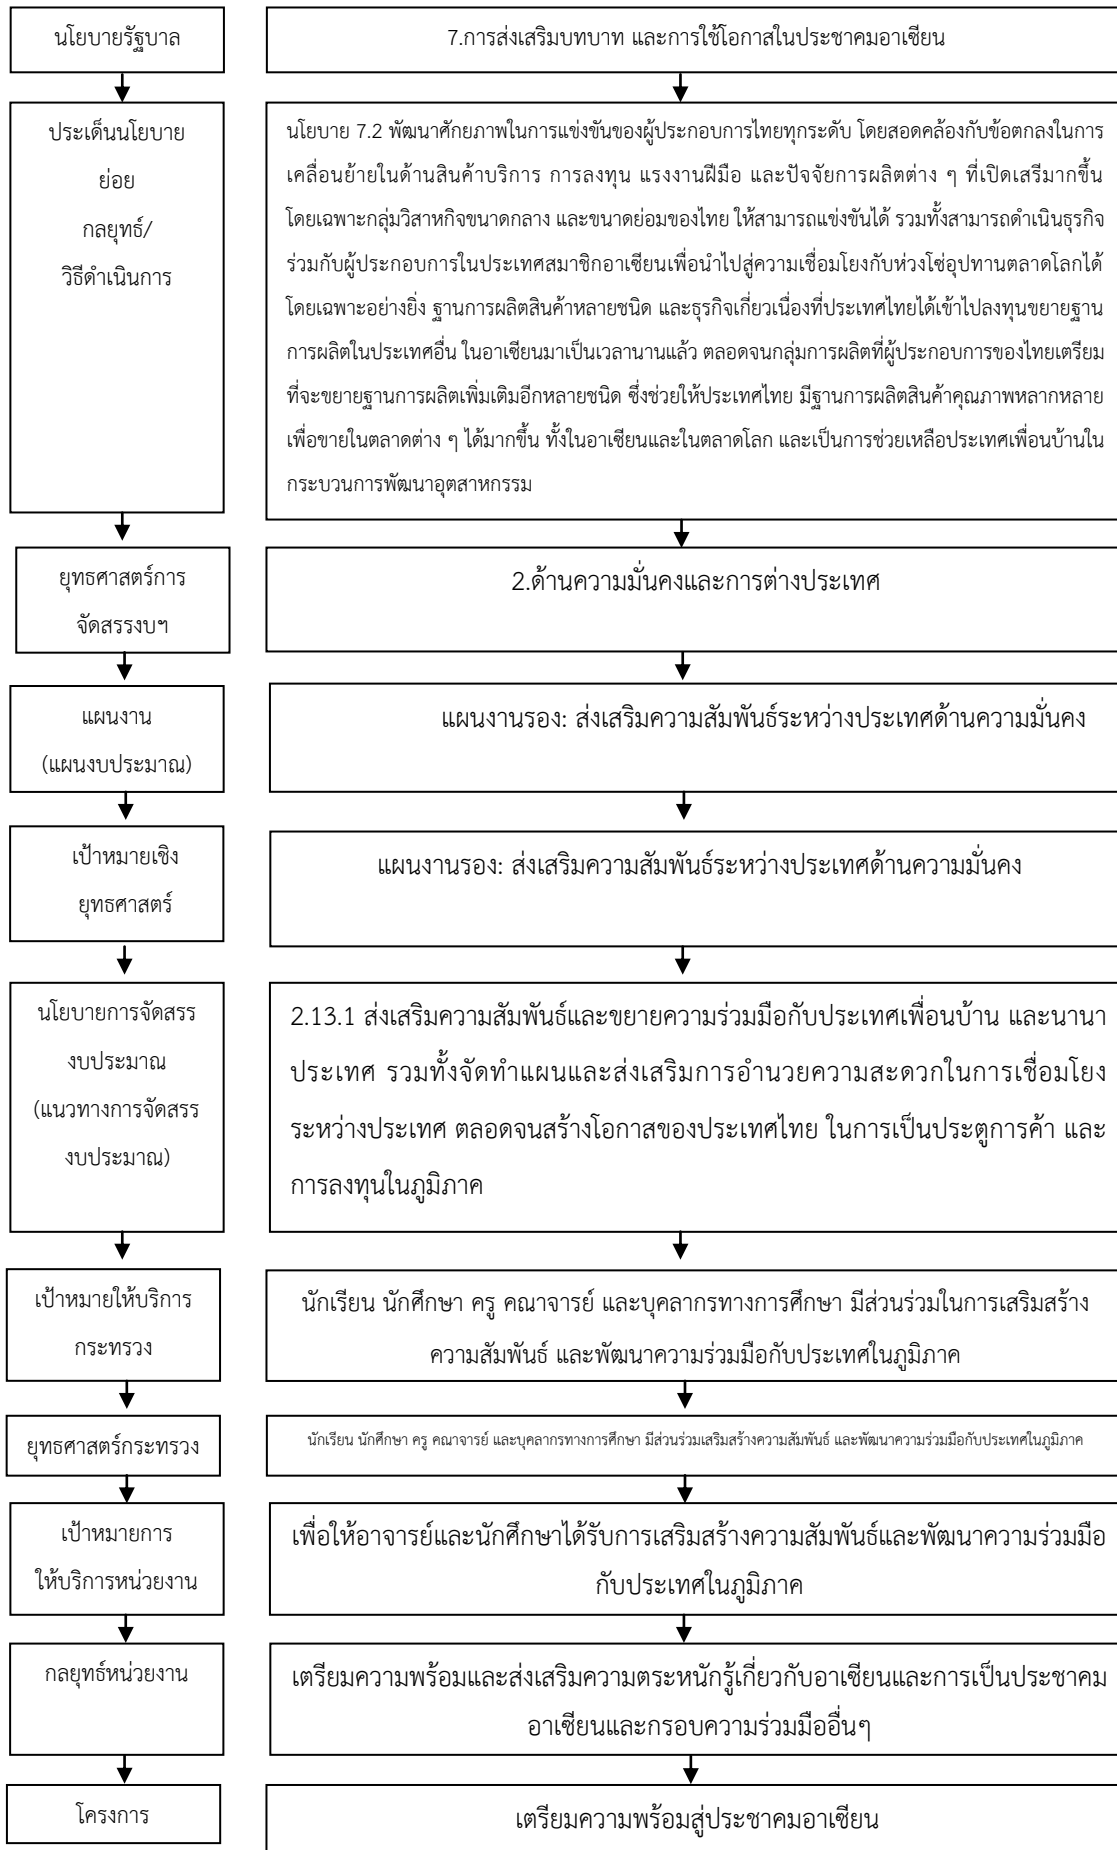 นโยบายรัฐบาล
7.การส่งเสริมบทบาท และการใช้โอกาสในประชาคมอาเซียน
ประเด็นนโยบาย
ย่อย
กลยุทธ์/
วิธีดำเนินการ
นโยบาย 7.2 พัฒนาศักยภาพในการแข่งขันของผู้ประกอบการไทยทุกระดับ โดยสอดคล้องกับข้อตกลงในการ
เคลื่อนย้ายในด้านสินค้าบริการ การลงทุน แรงงานฝีมือ และปัจจัยการผลิตต่าง ๆ ที่เปิดเสรีมากขึ้น
โดยเฉพาะกลุ่มวิสาหกิจขนาดกลาง และขนาดย่อมของไทย ให้สามารถแข่งขันได้ รวมทั้งสามารถดำเนินธุรกิจ
ร่วมกับผู้ประกอบการในประเทศสมาชิกอาเซียนเพื่อนำไปสู่ความเชื่อมโยงกับห่วงโซ่อุปทานตลาดโลกได้
โดยเฉพาะอย่างยิ่ง ฐานการผลิตสินค้าหลายชนิด และธุรกิจเกี่ยวเนื่องที่ประเทศไทยได้เข้าไปลงทุนขยายฐาน
การผลิตในประเทศอื่น ในอาเซียนมาเป็นเวลานานแล้ว ตลอดจนกลุ่มการผลิตที่ผู้ประกอบการของไทยเตรียม
ที่จะขยายฐานการผลิตเพิ่มเติมอีกหลายชนิด ซึ่งช่วยให้ประเทศไทย มีฐานการผลิตสินค้าคุณภาพหลากหลาย
เพื่อขายในตลาดต่าง ๆ ได้มากขึ้น ทั้งในอาเซียนและในตลาดโลก และเป็นการช่วยเหลือประเทศเพื่อนบ้านใน
กระบวนการพัฒนาอุตสาหกรรม
ยุทธศาสตร์การ
จัดสรรงบฯ
2.ด้านความมั่นคงและการต่างประเทศ
แผนงาน
(แผนงบประมาณ)
แผนงานรอง: ส่งเสริมความสัมพันธ์ระหว่างประเทศด้านความมั่นคง
เป้าหมายเชิง
ยุทธศาสตร์
แผนงานรอง: ส่งเสริมความสัมพันธ์ระหว่างประเทศด้านความมั่นคง
นโยบายการจัดสรร
งบประมาณ
(แนวทางการจัดสรร
งบประมาณ)
2.13.1 ส่งเสริมความสัมพันธ์และขยายความร่วมมือกับประเทศเพื่อนบ้าน และนานา
ประเทศ รวมทั้งจัดทำแผนและส่งเสริมการอำนวยความสะดวกในการเชื่อมโยง
ระหว่างประเทศ ตลอดจนสร้างโอกาสของประเทศไทย ในการเป็นประตูการค้า และ
การลงทุนในภูมิภาค
เป้าหมายให้บริการ
กระทรวง
นักเรียน นักศึกษา ครู คณาจารย์ และบุคลากรทางการศึกษา มีส่วนร่วมในการเสริมสร้าง
ความสัมพันธ์ และพัฒนาความร่วมมือกับประเทศในภูมิภาค
ยุทธศาสตร์กระทรวง
นักเรียน นักศึกษา ครู คณาจารย์ และบุคลากรทางการศึกษา มีส่วนร่วมเสริมสร้างความสัมพันธ์ และพัฒนาความร่วมมือกับประเทศในภูมิภาค
เป้าหมายการ
ให้บริการหน่วยงาน
เพื่อให้อาจารย์และนักศึกษาได้รับการเสริมสร้างความสัมพันธ์และพัฒนาความร่วมมือ
กับประเทศในภูมิภาค
กลยุทธ์หน่วยงาน
เตรียมความพร้อมและส่งเสริมความตระหนักรู้เกี่ยวกับอาเซียนและการเป็นประชาคม
อาเซียนและกรอบความร่วมมืออื่นๆ
โครงการ
เตรียมความพร้อมสู่ประชาคมอาเซียน